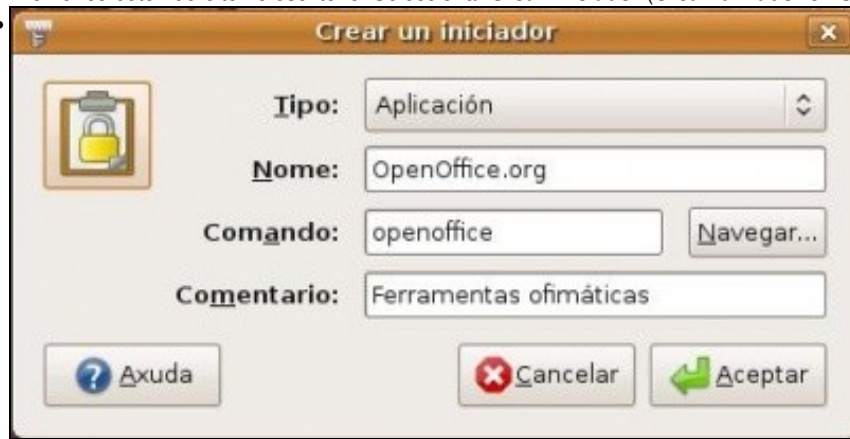 Crear un iniciador
Tipo: Aplicación
Nome: OpenOffice.org
Comando: openoffice Navegar...
Comentario: Ferramentas ofimáticas
Axuda Cancelar Aceptar